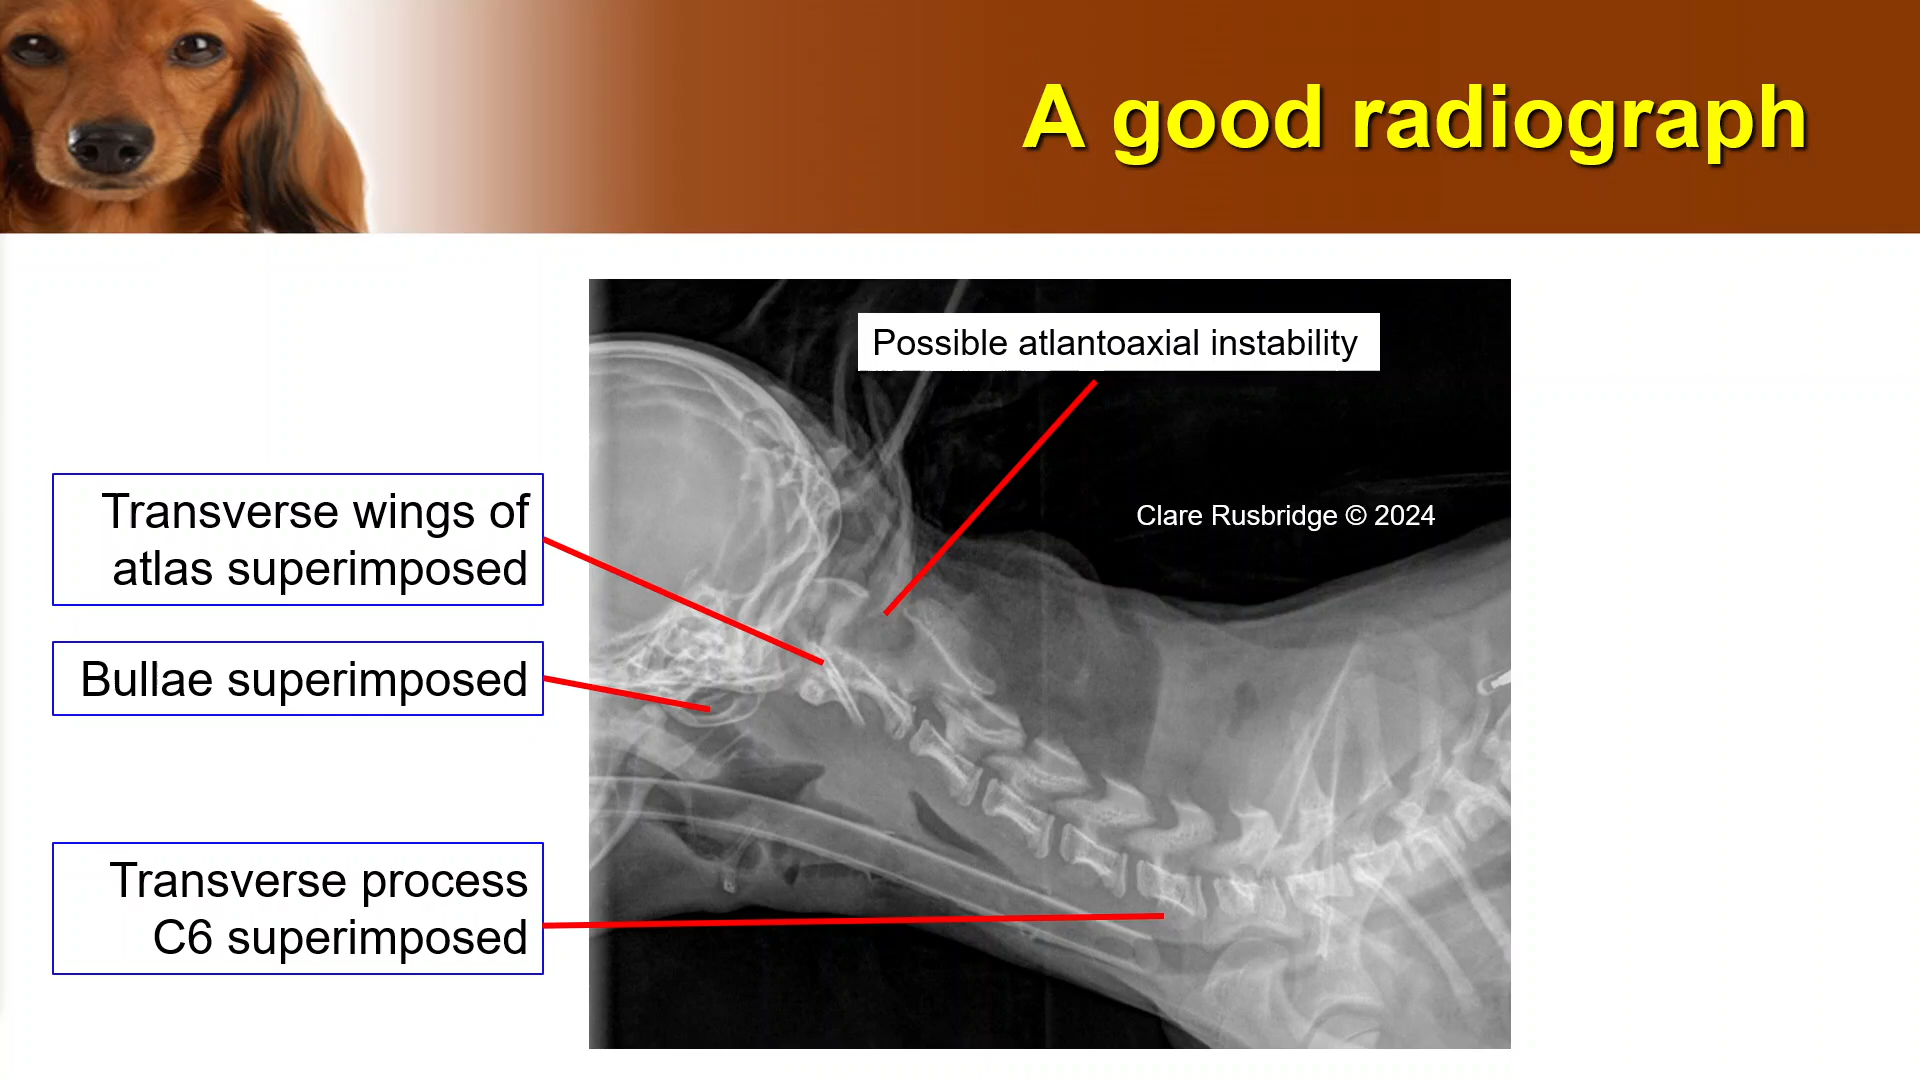 A good radiograph
Possible atlantoaxial instability
Clare Rusbridge © 2024
Transverse wings of
atlas superimposed
Bullae superimposed
Transverse process
C6 superimposed